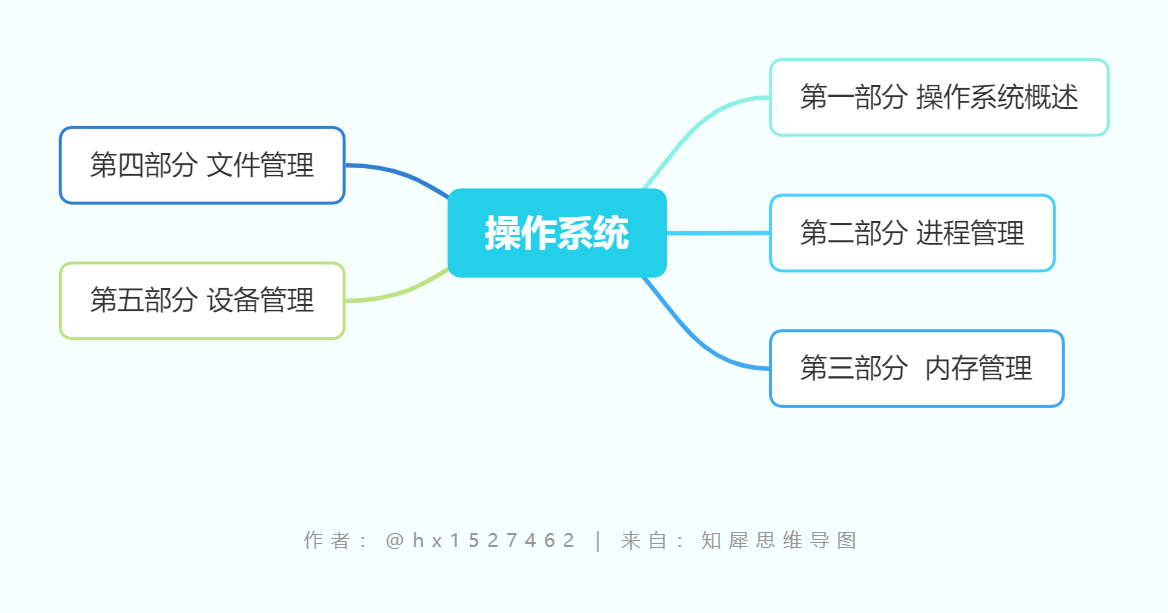 操作系统
第一部分 操作系统概述
第二部分 进程管理
第三部分  内存管理
第四部分 文件管理
第五部分 设备管理
作者：@hx1527462 | 来自：知犀思维导图